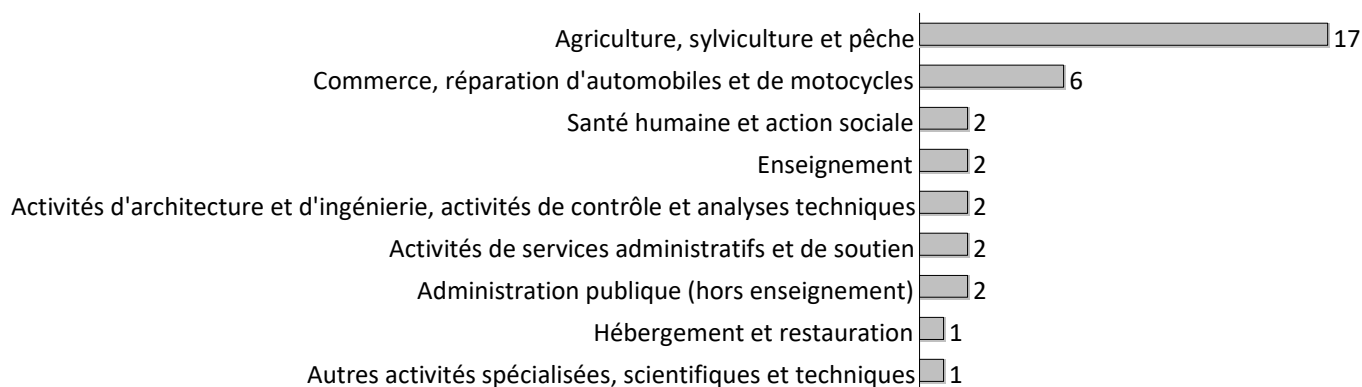 Agriculture, sylviculture et pêche 17
Commerce, réparation d'automobiles et de motocycles 6
Santé humaine et action sociale 2
Enseignement 2
Activités d'architecture et d'ingénierie, activités de contrôle et analyses techniques 2
Activités de services administratifs et de soutien 2
Administration publique (hors enseignement) 2
Hébergement et restauration 1
Autres activités spécialisées, scientifiques et techniques 1